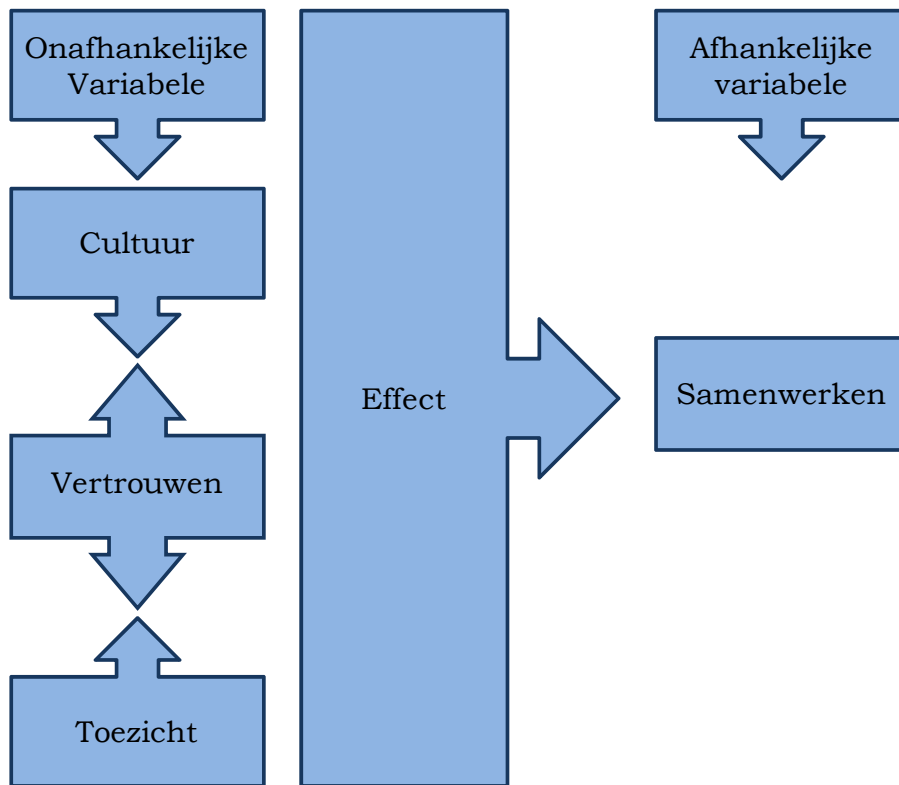 Onafhankelijke
Variabele
Cultuur
Vertrouwen
Toezicht
Effect
Afhankelijke
variabele
Samenwerken